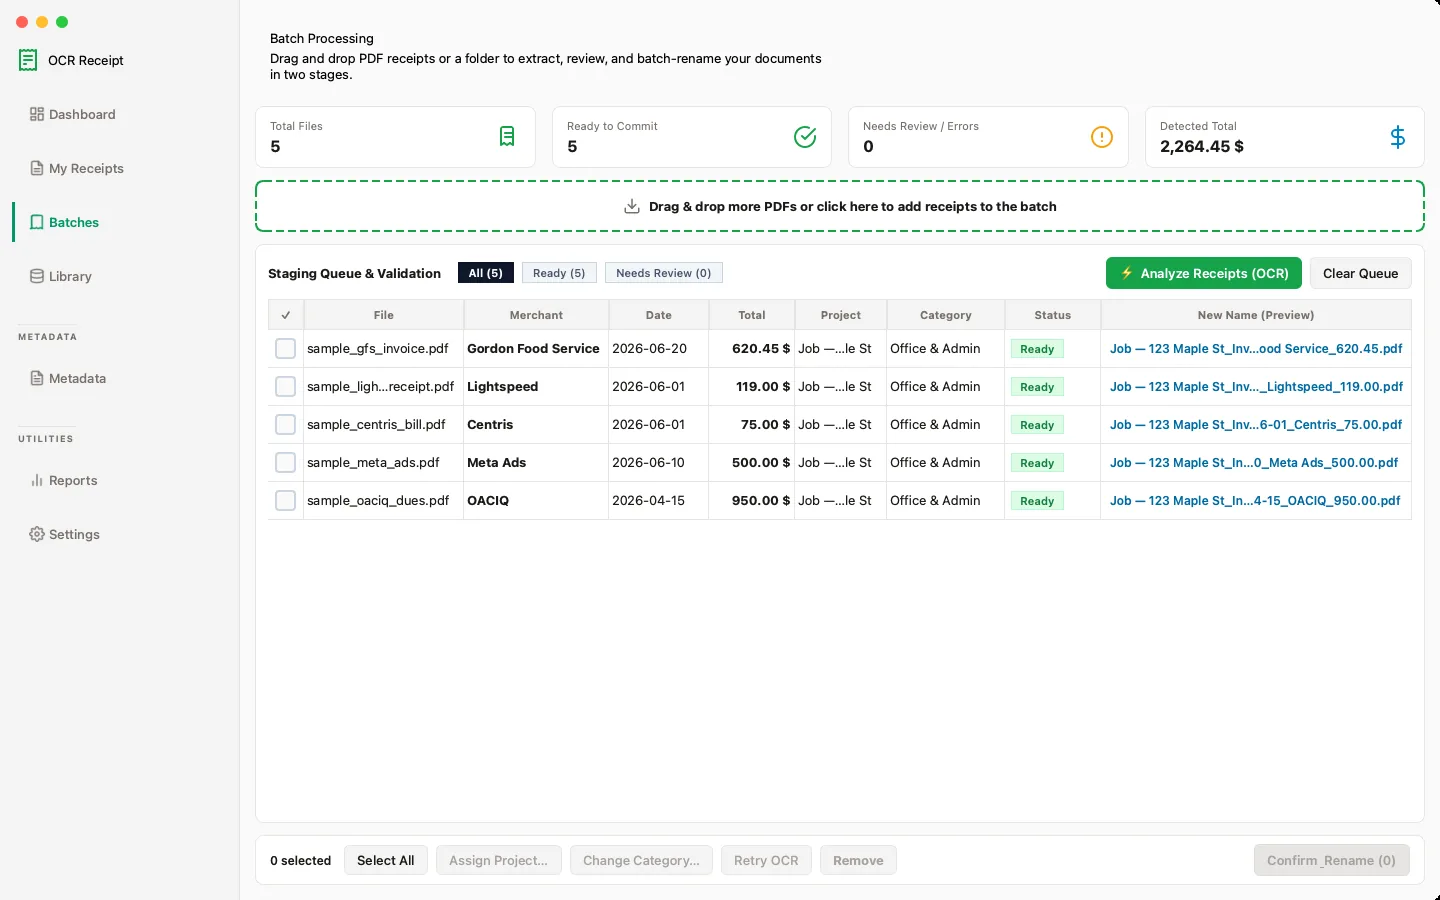 OCR Receipt
Dashboard
My Receipts
Batches
Library
METADATA
Metadata
UTILITIES
Reports
Settings
Batch Processing
Drag and drop PDF receipts or a folder to extract, review, and batch-rename your documents
in two stages.
Total Files
5
Ready to Commit
5
Needs Review / Errors
0
Detected Total
2,264.45 $
Drag & drop more PDFs or click here to add receipts to the batch
Staging Queue & Validation All (5) Ready (5) Needs Review (0) ⚡ Analyze Receipts (OCR) Clear Queue
✓ File Merchant Date Total Project Category Status New Name (Preview)
sample_gfs_invoice.pdf Gordon Food Service 2026-06-20 620.45 $ Job —...le St Office & Admin Ready Job — 123 Maple St_Inv...ood Service_620.45.pdf
sample_ligh...receipt.pdf Lightspeed 2026-06-01 119.00 $ Job —...le St Office & Admin Ready Job — 123 Maple St_Inv..._Lightspeed_119.00.pdf
sample_centris_bill.pdf Centris 2026-06-01 75.00 $ Job —...le St Office & Admin Ready Job — 123 Maple St_Inv...6-01_Centris_75.00.pdf
sample_meta_ads.pdf Meta Ads 2026-06-10 500.00 $ Job —...le St Office & Admin Ready Job — 123 Maple St_In...0_Meta Ads_500.00.pdf
sample_oaciq_dues.pdf OACIQ 2026-04-15 950.00 $ Job —...le St Office & Admin Ready Job — 123 Maple St_In...4-15_OACIQ_950.00.pdf
0 selected Select All Assign Project... Change Category... Retry OCR Remove Confirm_Rename (0)